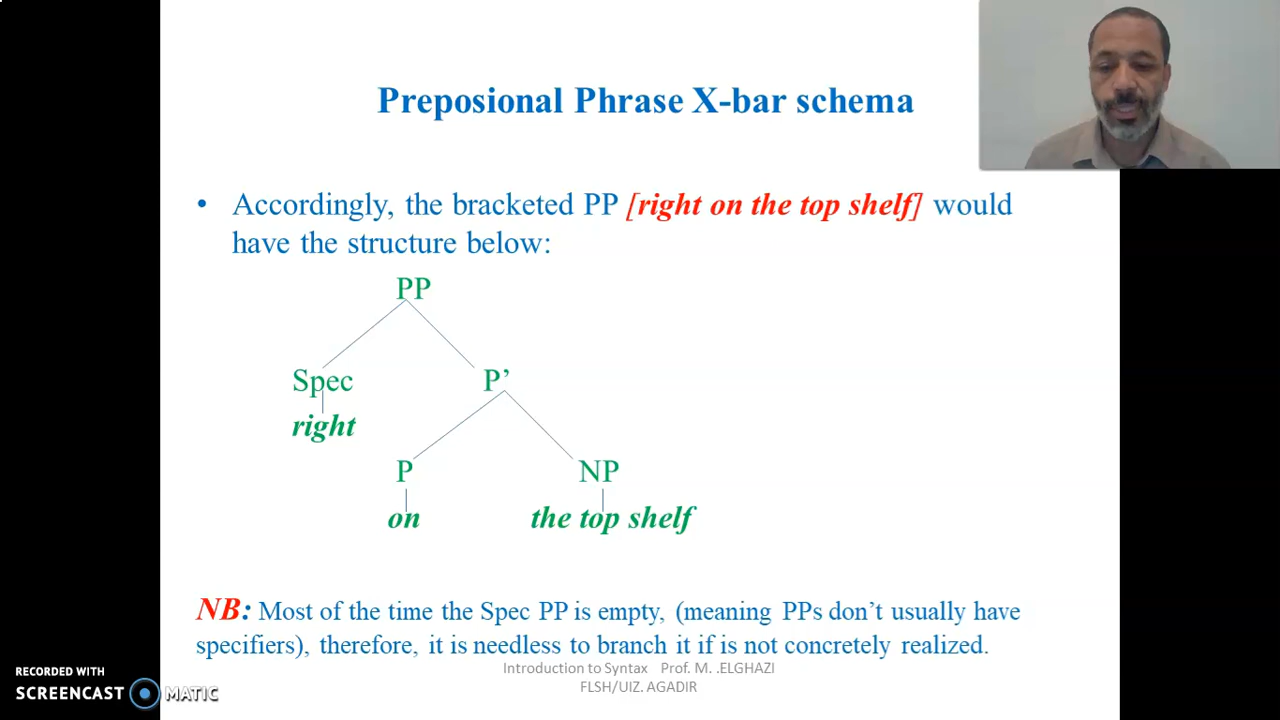 Preposional Phrase X-bar schema
• Accordingly, the bracketed PP [right on the top shelf] would
have the structure below:
PP
Spec P’
right
P NP
on the top shelf
NB: Most of the time the Spec PP is empty, (meaning PPs don’t usually have
specifiers), therefore, it is needless to branch it if is not concretely realized.
Introduction to Syntax Prof. M. .ELGHAZI
FLSH/UIZ. AGADIR
RECORDED WITH
SCREENCAST MATIC